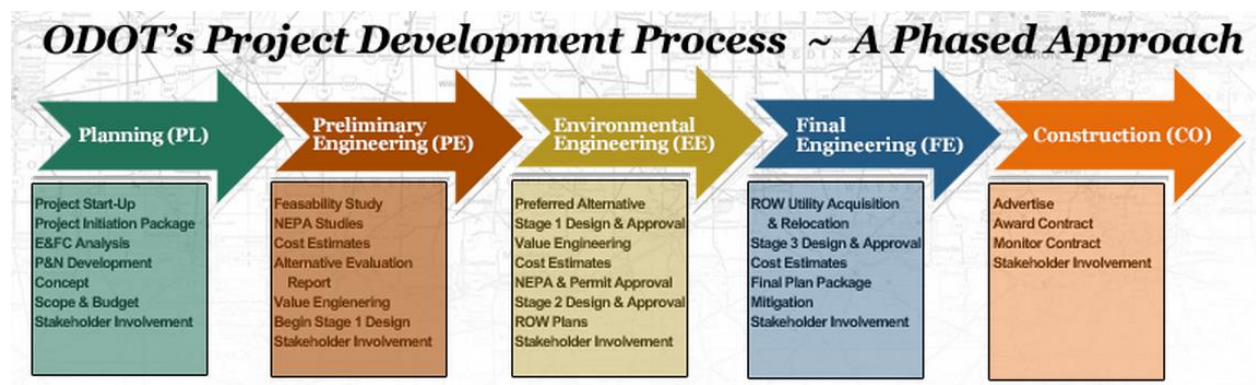 ODOT's Project Development Process ~ A Phased Approach
Planning (PL)
Project Start-Up
Project Initiation Package
E&FC Analysis
P&N Development
Concept
Scope & Budget
Stakeholder Involvement
Preliminary
Engineering (PE)
Feasability Study
NEPA Studies
Cost Estimates
Alternative Evaluation
Report
Value Engienering
Begin Stage 1 Design
Stakeholder Involvement
Environmental
Engineering (EE)
Preferred Alternative
Stage 1 Design & Approval
Value Engineering
Cost Estimates
NEPA & Permit Approval
Stage 2 Design & Approval
ROW Plans
Stakeholder Involvement
Final
Engineering (FE)
ROW Utility Acquisition
& Relocation
Stage 3 Design & Approval
Cost Estimates
Final Plan Package
Mitigation
Stakeholder Involvement
Construction (CO)
Advertise
Award Contract
Monitor Contract
Stakeholder Involvement